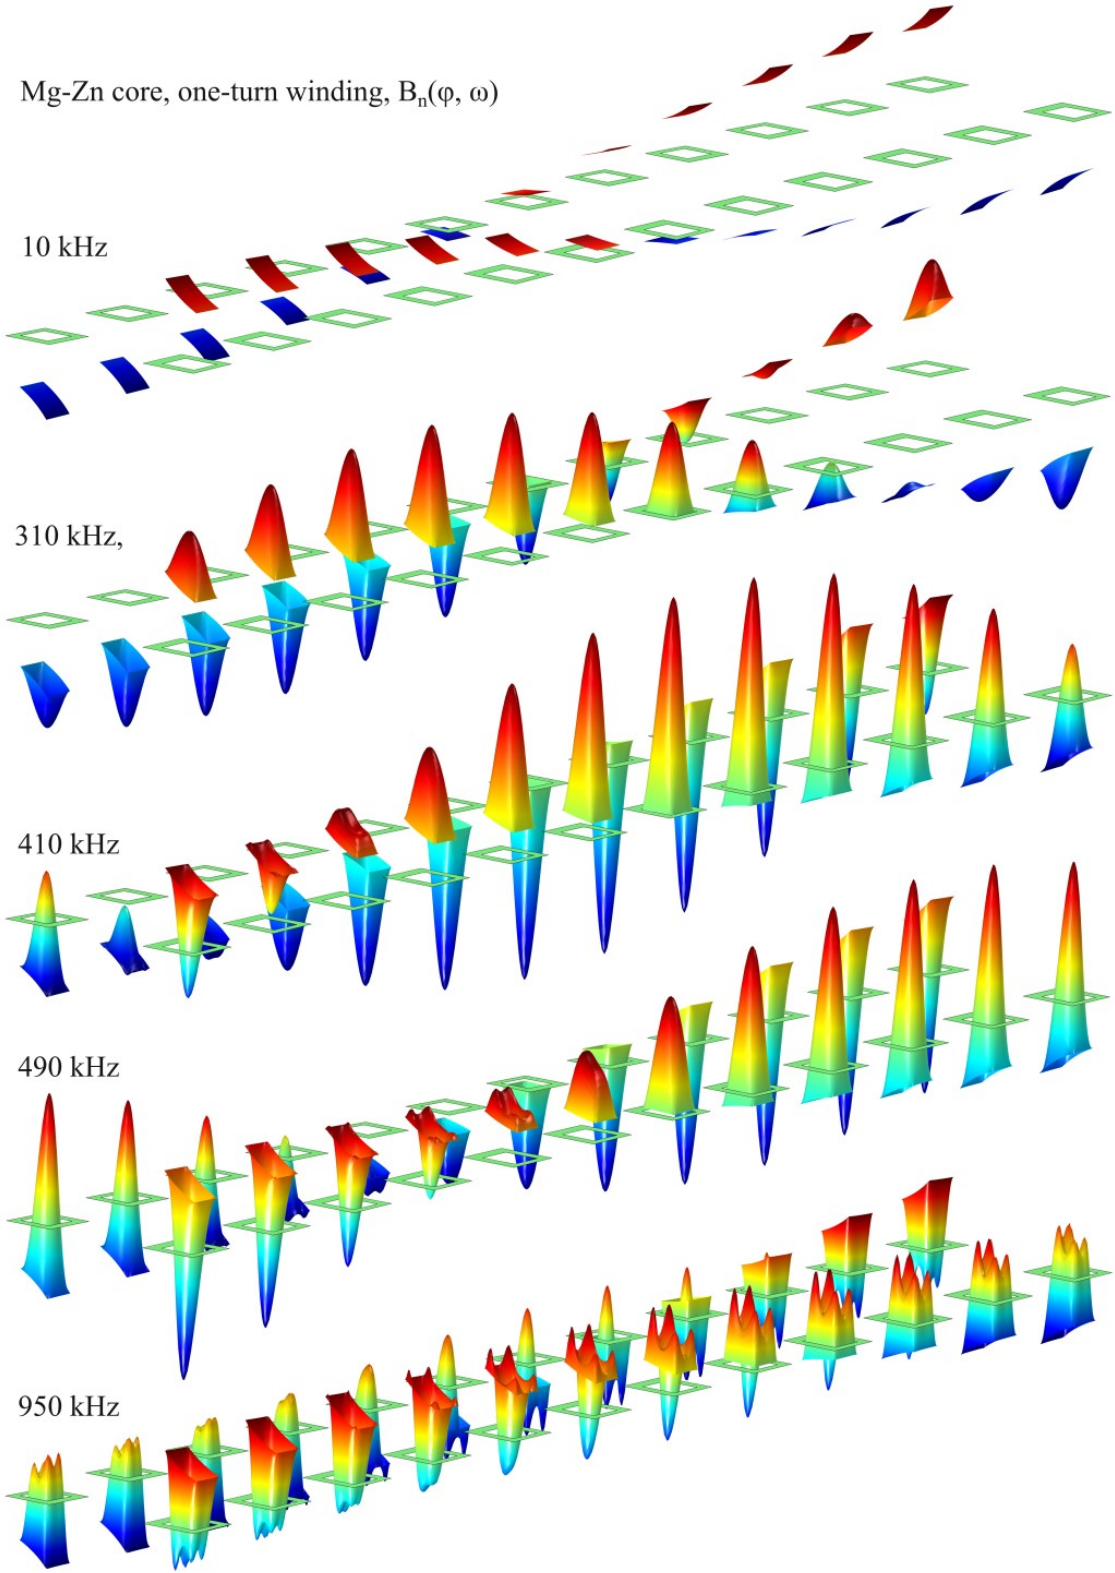 Mg-Zn core, one-turn winding, Bₙ(φ, ω)
10 kHz
310 kHz,
410 kHz
490 kHz
950 kHz